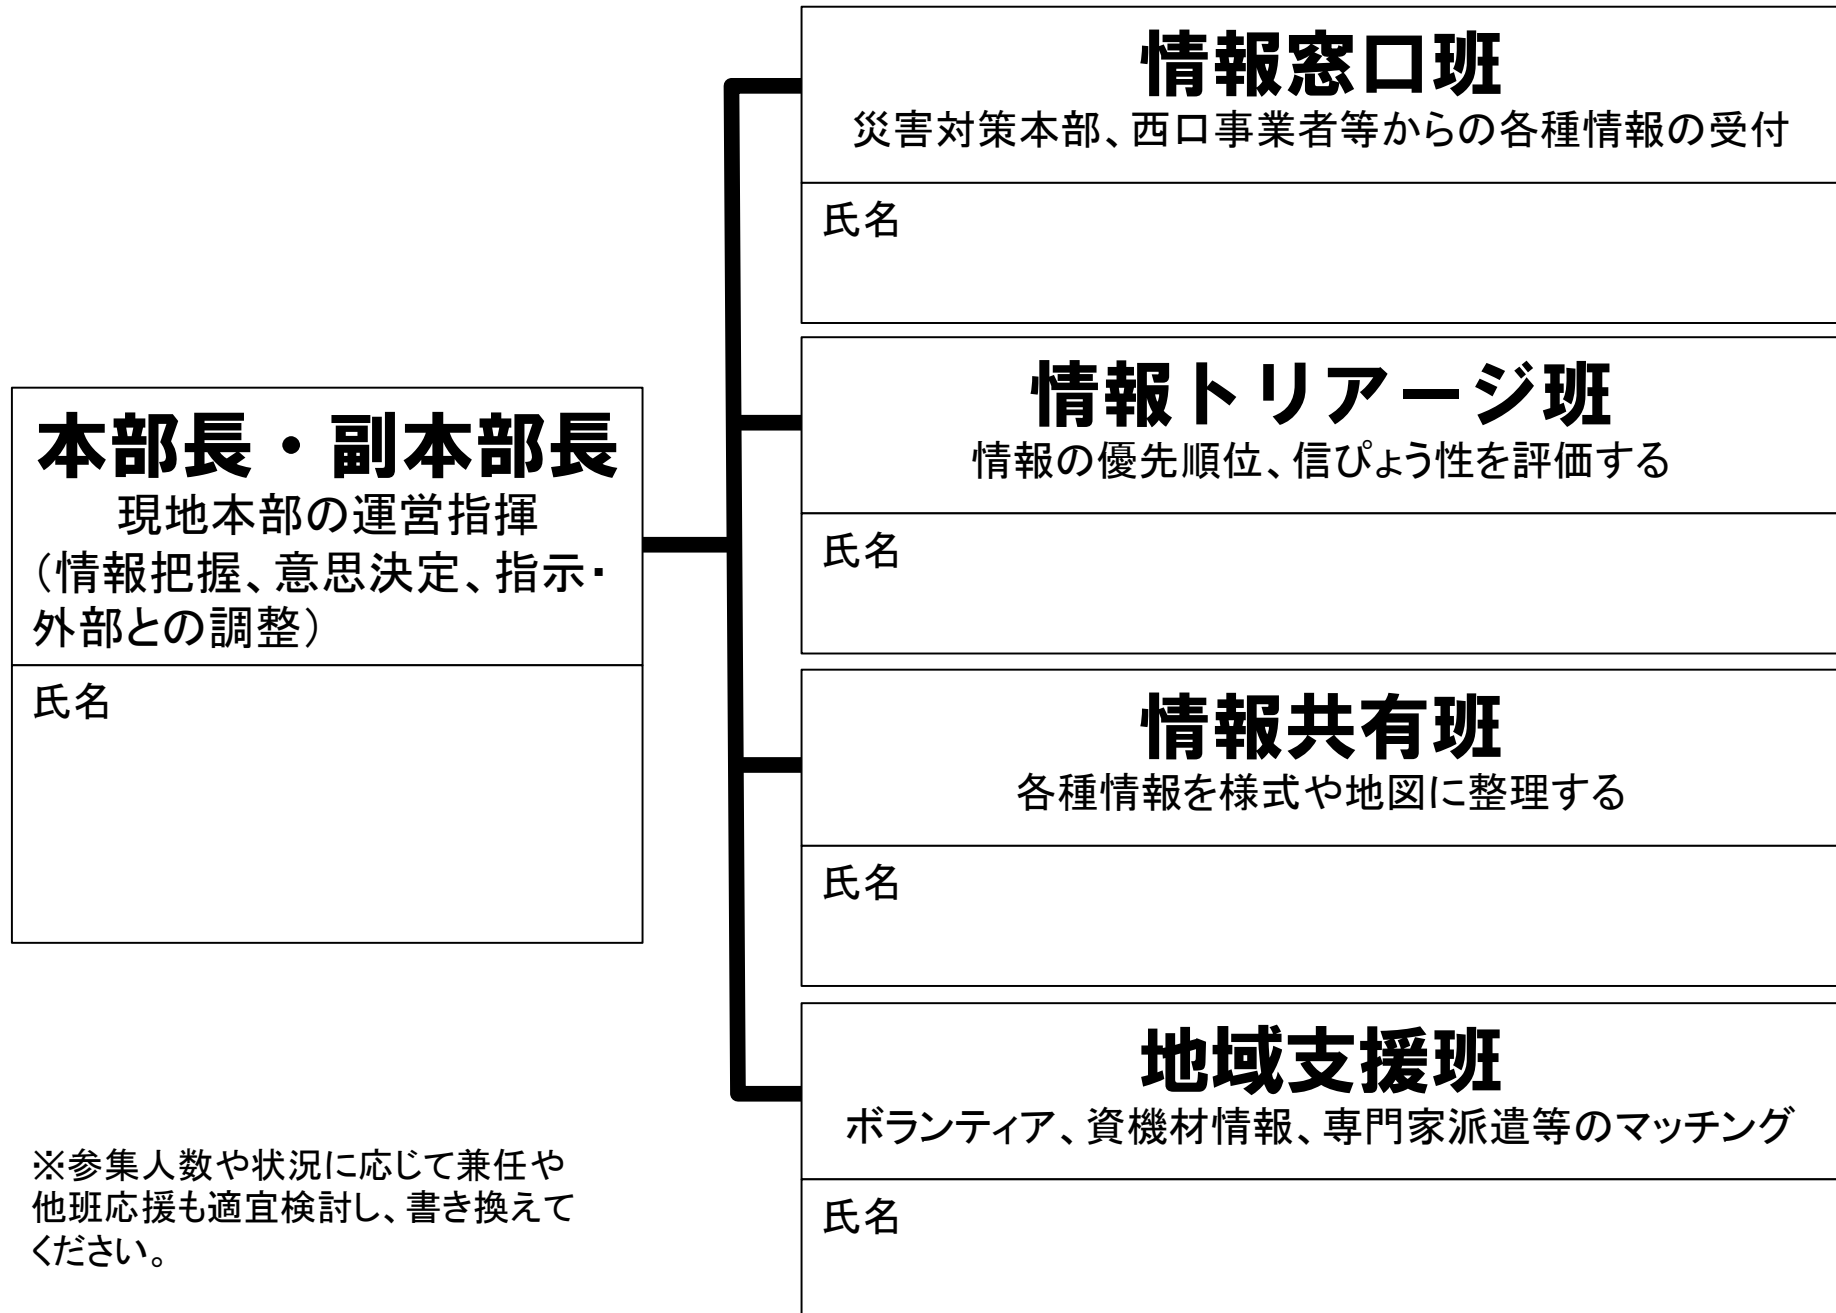 本部長・副本部長
現地本部の運営指揮
（情報把握、意思決定、指示・
外部との調整）
氏名
情報窓口班
災害対策本部、西口事業者等からの各種情報の受付
氏名
情報トリアージ班
情報の優先順位、信ぴょう性を評価する
氏名
情報共有班
各種情報を様式や地図に整理する
氏名
地域支援班
ボランティア、資機材情報、専門家派遣等のマッチング
氏名
※参集人数や状況に応じて兼任や
他班応援も適宜検討し、書き換えて
ください。